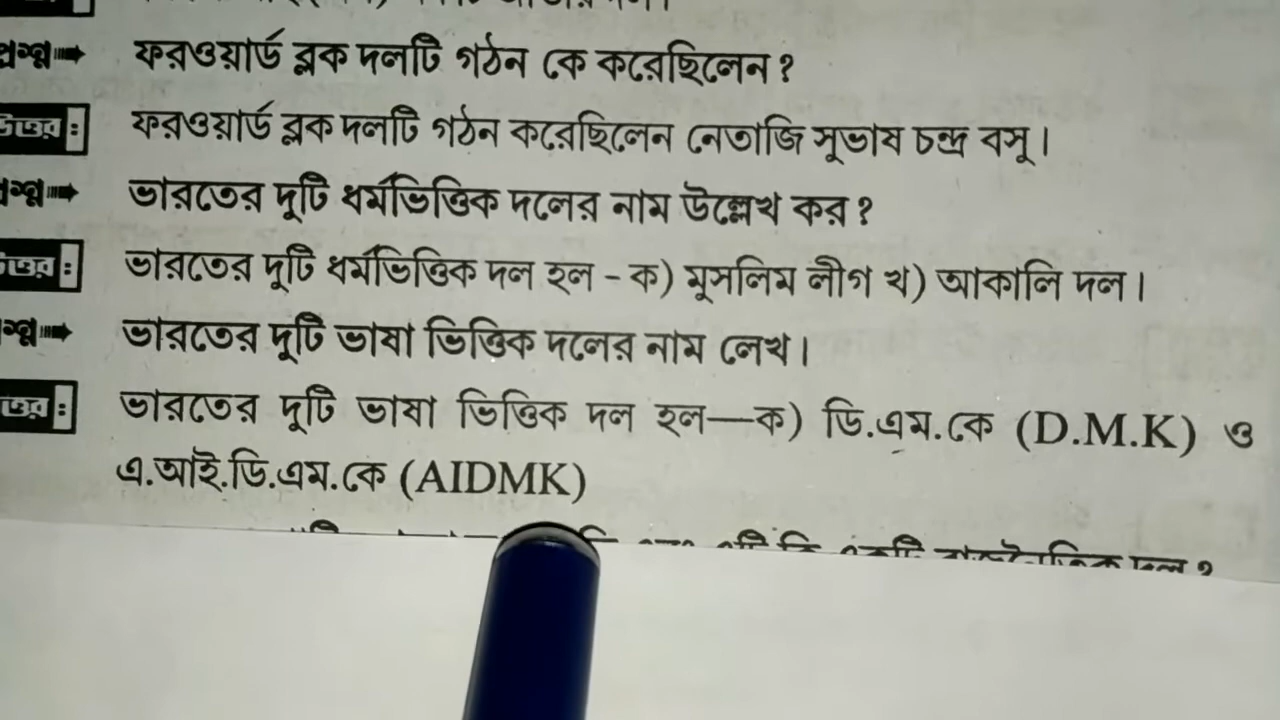 প্রশ্ন ফরওয়ার্ড ব্লক দলটি গঠন কে করেছিলেন ?
উত্তর : ফরওয়ার্ড ব্লক দলটি গঠন করেছিলেন নেতাজি সুভাষ চন্দ্র বসু।
প্রশ্ন ভারতের দুটি ধর্মভিত্তিক দলের নাম উল্লেখ কর ?
উত্তর : ভারতের দুটি ধর্মভিত্তিক দল হল - ক) মুসলিম লীগ খ) আকালি দল।
প্রশ্ন ভারতের দুটি ভাষা ভিত্তিক দলের নাম লেখ।
উত্তর : ভারতের দুটি ভাষা ভিত্তিক দল হল—ক) ডি.এম.কে (D.M.K) ও
এ.আই.ডি.এম.কে (AIDMK)